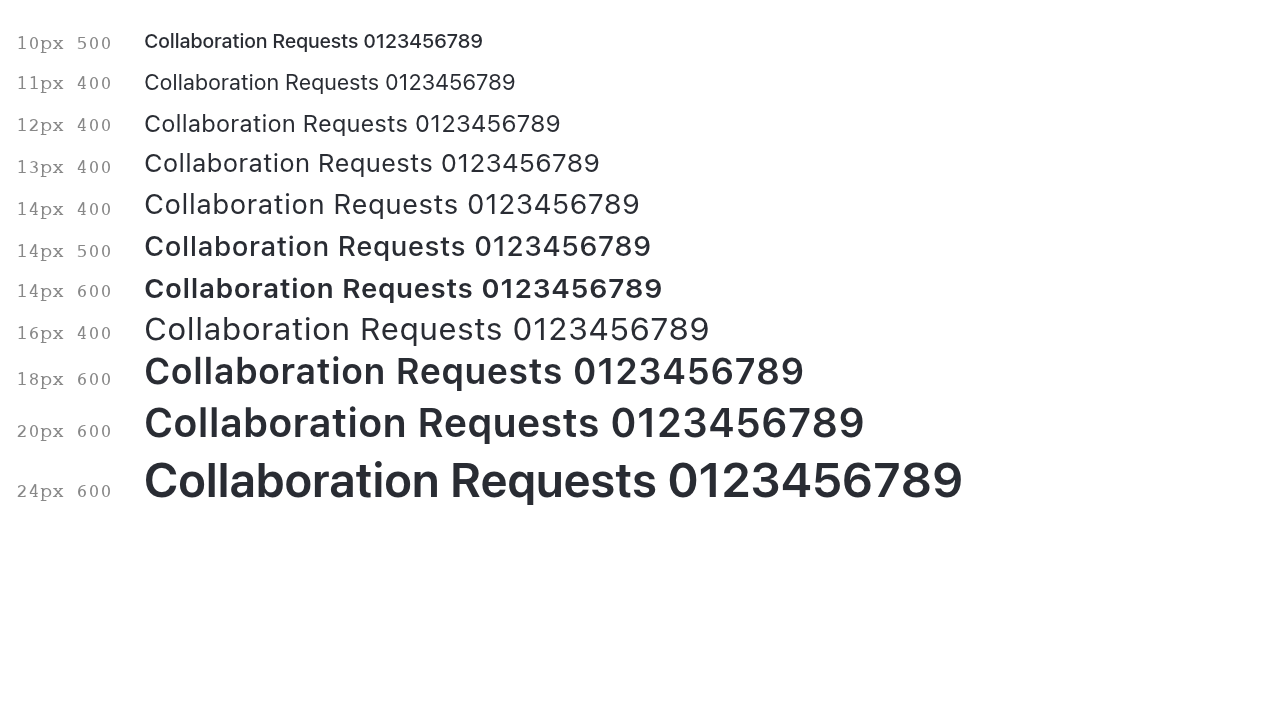 10px 500 Collaboration Requests 0123456789
11px 400 Collaboration Requests 0123456789
12px 400 Collaboration Requests 0123456789
13px 400 Collaboration Requests 0123456789
14px 400 Collaboration Requests 0123456789
14px 500 Collaboration Requests 0123456789
14px 600 Collaboration Requests 0123456789
16px 400 Collaboration Requests 0123456789
18px 600 Collaboration Requests 0123456789
20px 600 Collaboration Requests 0123456789
24px 600 Collaboration Requests 0123456789